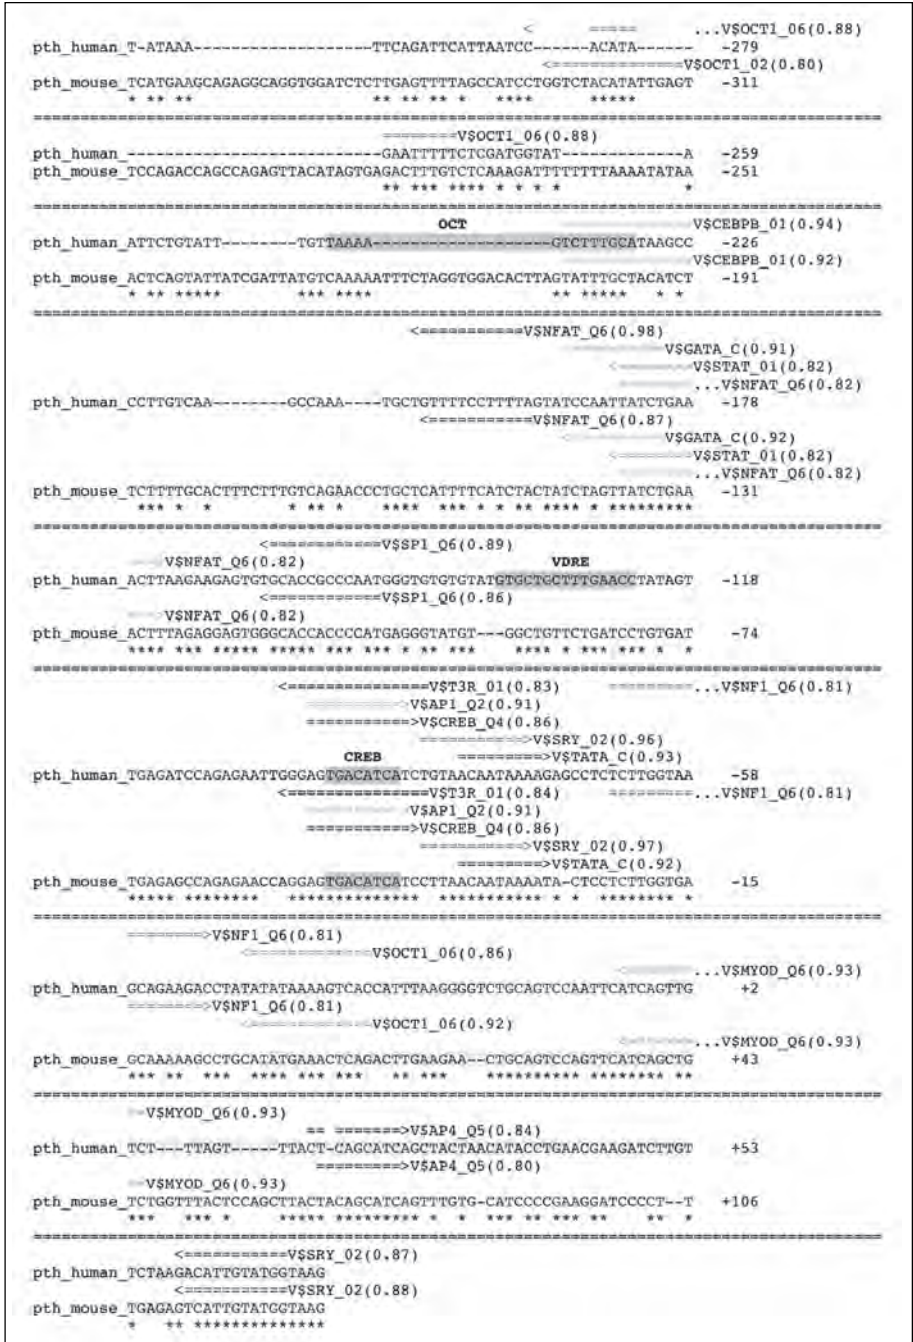 <          =====     ...V$OCT1_06(0.88)
pth_human_T-ATAAA-------------------TTCAGATTCATTAATCC------ACATA------   -279
<==============V$OCT1_02(0.80)
pth_mouse_TCATGAAGCAGAGGCAGGTGGATCTCTTGAGTTTTAGCCATCCTGGTCTACATATTGAGT   -311
* ** **                    ** ** ** *   ****      *****
==========================================================================================
========V$OCT1_06(0.88)
pth_human_---------------------------GAATTTTTCTCGATGGTAT-------------A   -259
pth_mouse_TCCAGACCAGCCAGAGTTACATAGTGAGACTTTGTCTCAAAGATTTTTTTTAAAATATAA   -251
** *** **** * * * *             *
==========================================================================================
OCT                    V$CEBPB_01(0.94)
pth_human_ATTCTGTATT--------TGTTAAAA-------------------GTCTTTGCATAAGCC   -226
V$CEBPB_01(0.92)
pth_mouse_ACTCAGTATTATCGATTATGTCAAAAATTTCTAGGTGGACACTTAGTATTTGCTACATCT   -191
* ** *****        *** ****                   ** *****   * *
==========================================================================================
<===========V$NFAT_Q6(0.98)
V$GATA_C(0.91)
<========V$STAT_01(0.82)
...V$NFAT_Q6(0.82)
pth_human_CCTTGTCAA--------GCCAAA----TGCTGTTTTCCTTTTAGTATCCAATTATCTGAA   -178
<===========V$NFAT_Q6(0.87)
V$GATA_C(0.92)
<========V$STAT_01(0.82)
...V$NFAT_Q6(0.82)
pth_mouse_TCTTTTGCACTTTCTTTGTCAGAACCCTGCTCATTTTCATCTACTATCTAGTTATCTGAA   -131
*** *  *         * ** *    **** *** * * ** *** * *********
==========================================================================================
<============V$SP1_Q6(0.89)
V$NFAT_Q6(0.82)                              VDRE
pth_human_ACTTAAGAAGAGTGTGCACCGCCCAATGGGTGTGTGTATGTGCTGCTTTGAACCTATAGT   -118
<============V$SP1_Q6(0.86)
V$NFAT_Q6(0.82)
pth_mouse_ACTTTAGAGGAGTGGGCACCACCCCATGAGGGTATGT---GGCTGTTCTGATCCTGTGAT   -74
**** *** ***** ***** *** *** * ** ***    **** * *** *** *  *
==========================================================================================
<===============V$T3R_01(0.83)     =========...V$NF1_Q6(0.81)
==========>V$AP1_Q2(0.91)
===========>V$CREB_Q4(0.86)
===========>V$SRY_02(0.96)
CREB        =========>V$TATA_C(0.93)
pth_human_TGAGATCCAGAGAATTGGGAGTGACATCATCTGTAACAATAAAAGAGCCTCTCTTGGTAA   -58
<===============V$T3R_01(0.84)     =========...V$NF1_Q6(0.81)
==========>V$AP1_Q2(0.91)
===========>V$CREB_Q4(0.86)
===========>V$SRY_02(0.97)
=========>V$TATA_C(0.92)
pth_mouse_TGAGAGCCAGAGAACCAGGAGTGACATCATCCTTAACAATAAAATA-CTCCTCTTGGTGA   -15
***** ********   **************  *********** * *  ******** *
==========================================================================================
========>V$NF1_Q6(0.81)
<============V$OCT1_06(0.86)
<=======...V$MYOD_Q6(0.93)
pth_human_GCAGAAGACCTATATATAAAAGTCACCATTTAAGGGGTCTGCAGTCCAATTCATCAGTTG   +2
========>V$NF1_Q6(0.81)
<============V$OCT1_06(0.92)
<=======...V$MYOD_Q6(0.93)
pth_mouse_GCAAAAAGCCTGCATATGAAACTCAGACTTGAAGAA--CTGCAGTCCAGTTCATCAGCTG   +43
*** **  ***  **** *** ***   ** ***    ********** ******** **
==========================================================================================
=V$MYOD_Q6(0.93)
== ========>V$AP4_Q5(0.84)
pth_human_TCT---TTAGT-----TTACT-CAGCATCAGCTACTAACATACCTGAACGAAGATCTTGT   +53
=========>V$AP4_Q5(0.80)
=V$MYOD_Q6(0.93)
pth_mouse_TCTGGTTTACTCCAGCTTACTACAGCATCAGTTTGTG-CATCCCCGAAGGATCCCCT--T   +106
***   *** *     ***** ********* *  *  *** ** *** **    **  *
==========================================================================================
<===========V$SRY_02(0.87)
pth_human_TCTAAGACATTGTATGGTAAG
<===========V$SRY_02(0.88)
pth_mouse_TGAGAGTCATTGTATGGTAAG
*   ** **************